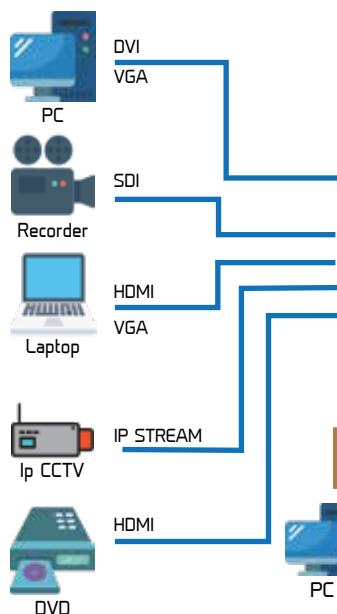 DVI
VGA
PC
SDI
Recorder
HDMI
VGA
Laptop
IP STREAM
Ip CCTV
HDMI
DVD
PC